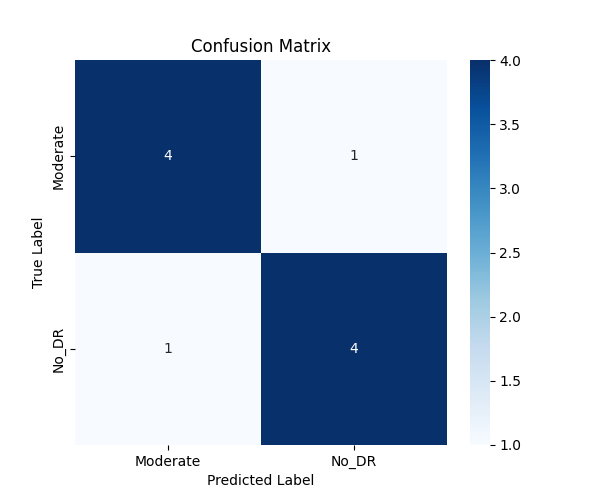 Confusion Matrix
4.0
3.5
3.0
2.5
2.0
1.5
1.0
True Label
Moderate
No_DR
4 1
1 4
Moderate No_DR
Predicted Label